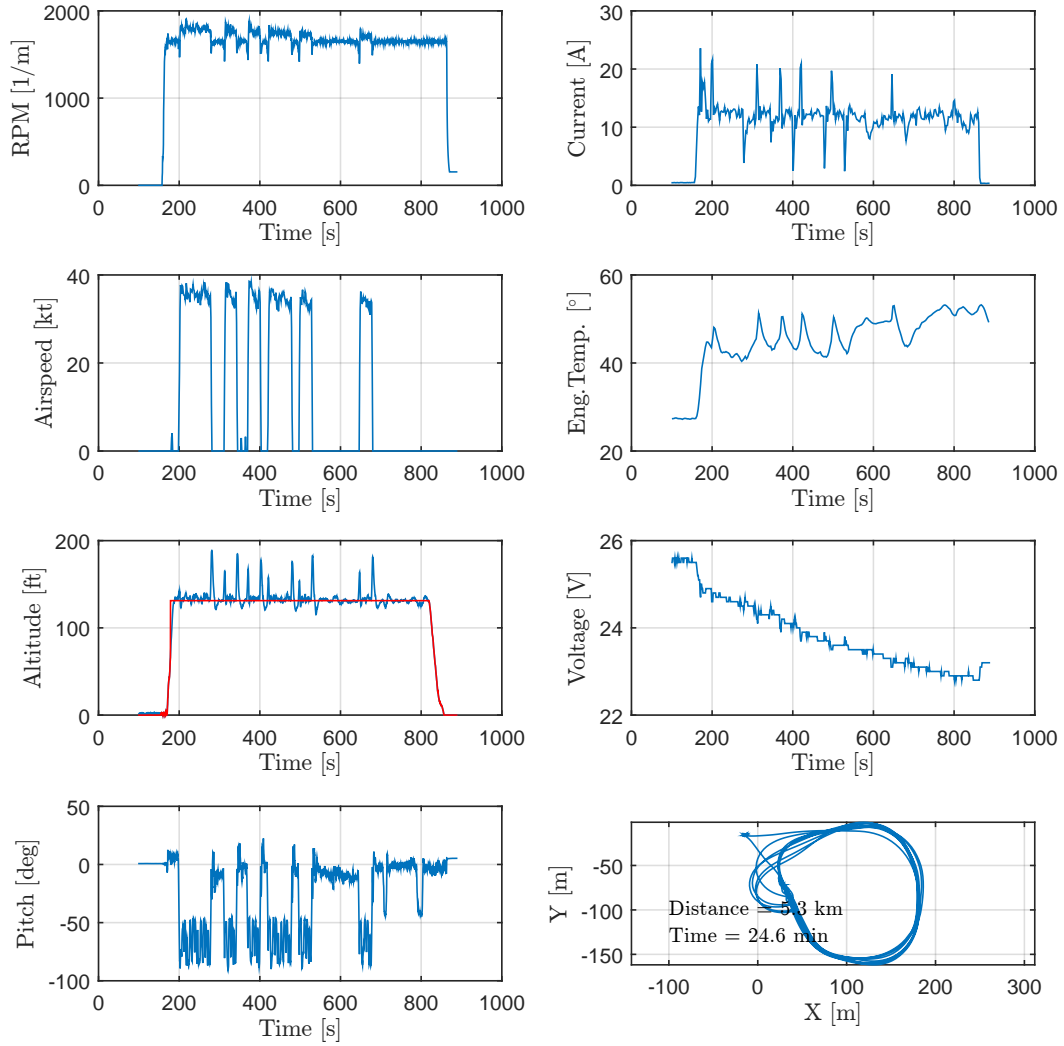 2000
1000
0
RPM [1/m]
0 200 400 600 800 1000
Time [s]
30
20
10
0
Current [A]
0 200 400 600 800 1000
Time [s]
40
20
0
Airspeed [kt]
0 200 400 600 800 1000
Time [s]
60
40
20
Eng.Temp. [°]
0 200 400 600 800 1000
Time [s]
200
100
0
Altitude [ft]
0 200 400 600 800 1000
Time [s]
26
24
22
Voltage [V]
0 200 400 600 800 1000
Time [s]
50
0
-50
-100
Pitch [deg]
0 200 400 600 800 1000
Time [s]
-50
-100
-150
Y [m]
Distance = 5.3 km
Time = 24.6 min
-100 0 100 200 300
X [m]